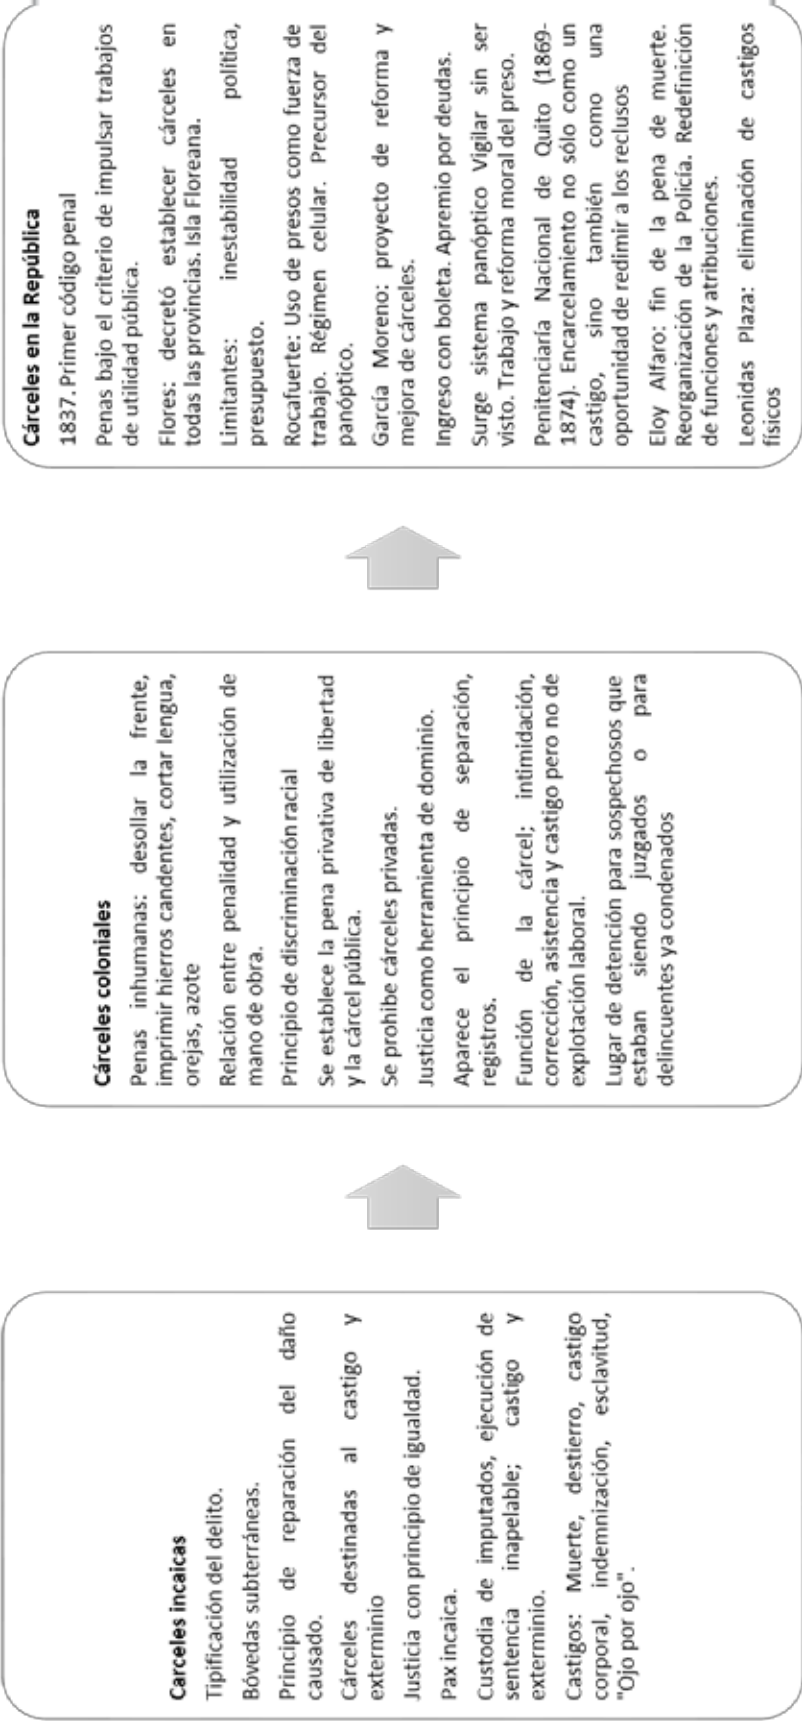 Carceles incaicas
Tipificación del delito.
Bóvedas subterráneas.
Principio de reparación del daño
causado.
Cárceles destinadas al castigo y
exterminio
Justicia con principio de igualdad.
Pax incaica.
Custodia de imputados, ejecución de
sentencia inapelable; castigo y
exterminio.
Castigos: Muerte, destierro, castigo
corporal, indemnización, esclavitud,
"Ojo por ojo".
Cárceles coloniales
Penas inhumanas: desollar la frente,
imprimir hierros candentes, cortar lengua,
orejas, azote
Relación entre penalidad y utilización de
mano de obra.
Principio de discriminación racial
Se establece la pena privativa de libertad
y la cárcel pública.
Se prohibe cárceles privadas.
Justicia como herramienta de dominio.
Aparece el principio de separación,
registros.
Función de la cárcel; intimidación,
corrección, asistencia y castigo pero no de
explotación laboral.
Lugar de detención para sospechosos que
estaban siendo juzgados o para
delincuentes ya condenados
Cárceles en la República
1837. Primer código penal
Penas bajo el criterio de impulsar trabajos
de utilidad pública.
Flores: decretó establecer cárceles en
todas las provincias. Isla Floreana.
Limitantes: inestabilidad política,
presupuesto.
Rocafuerte: Uso de presos como fuerza de
trabajo. Régimen celular. Precursor del
panóptico.
García Moreno: proyecto de reforma y
mejora de cárceles.
Ingreso con boleta. Apremio por deudas.
Surge sistema panóptico Vigilar sin ser
visto. Trabajo y reforma moral del preso.
Penitenciaría Nacional de Quito (1869-
1874). Encarcelamiento no sólo como un
castigo, sino también como una
oportunidad de redimir a los reclusos
Eloy Alfaro: fin de la pena de muerte.
Reorganización de la Policía. Redefinición
de funciones y atribuciones.
Leonidas Plaza: eliminación de castigos
físicos